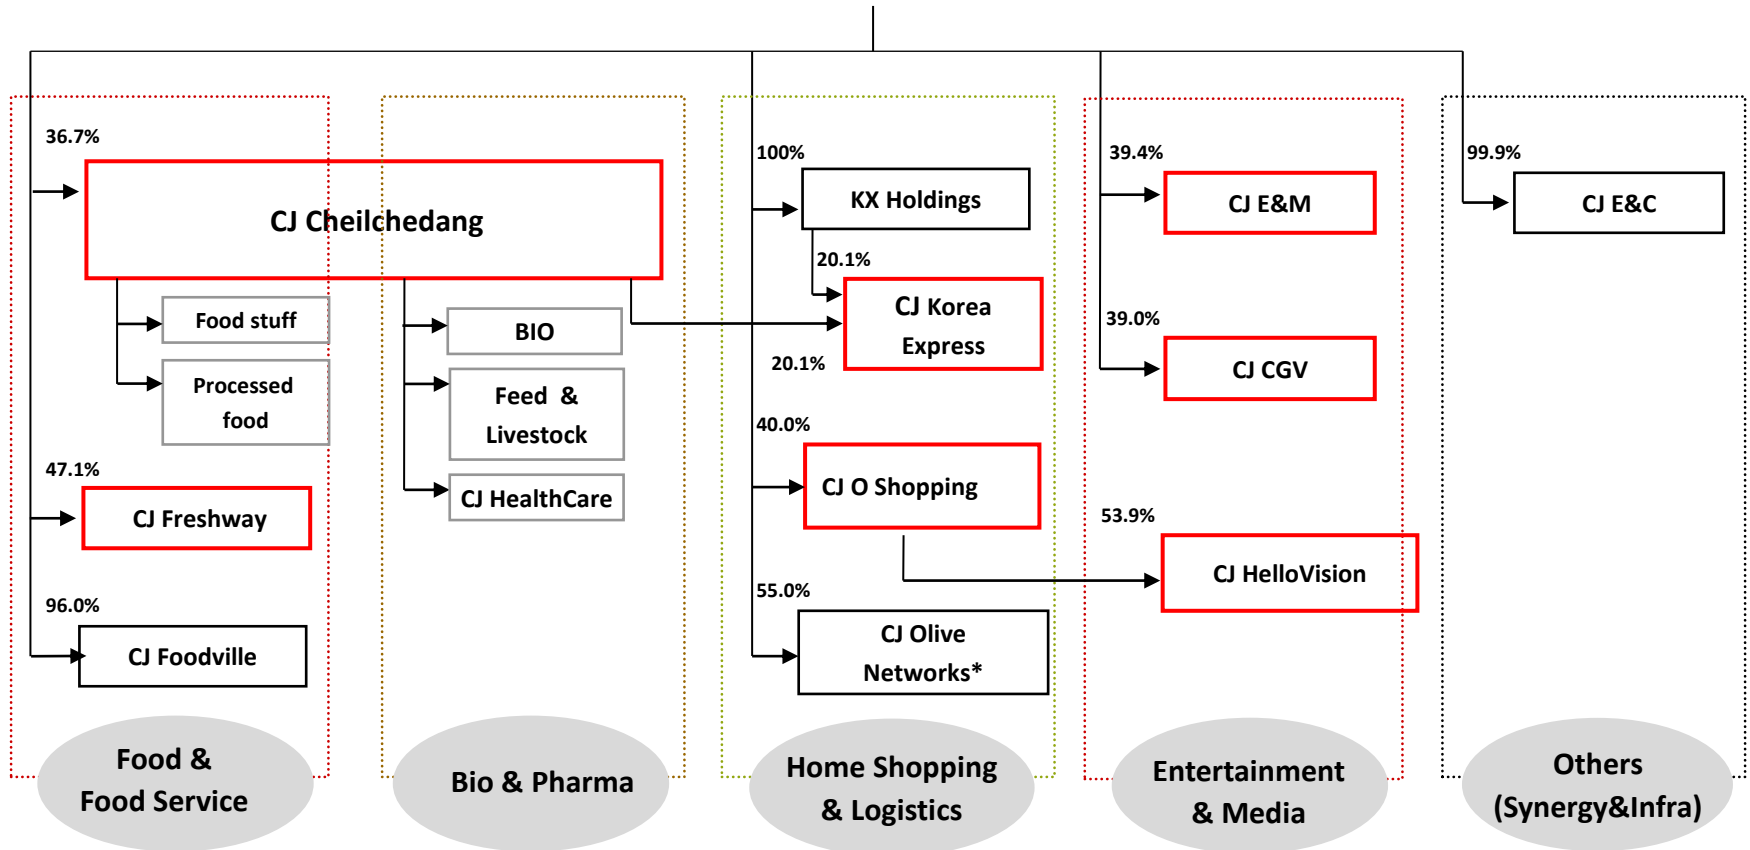 36.7%
CJ Cheilchedang
Food stuff
Processed
food
47.1%
CJ Freshway
96.0%
CJ Foodville
Food &
Food Service
BIO
Feed &
Livestock
CJ HealthCare
Bio & Pharma
100%
KX Holdings
20.1%
CJ Korea
Express
20.1%
40.0%
CJ O Shopping
55.0%
CJ Olive
Networks*
Home Shopping
& Logistics
39.4%
CJ E&M
39.0%
CJ CGV
53.9%
CJ HelloVision
Entertainment
& Media
99.9%
CJ E&C
Others
(Synergy&Infra)